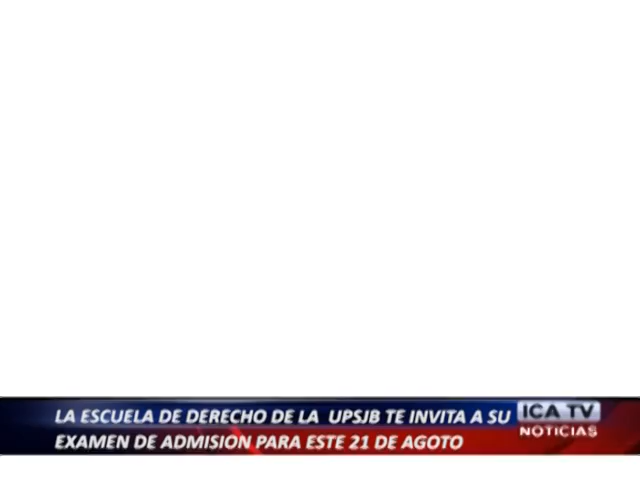 LA ESCUELA DE DERECHO DE LA UPSJB TE INVITA A SU
EXAMEN DE ADMISION PARA ESTE 21 DE AGOTO
ICA TV
NOTICIAS